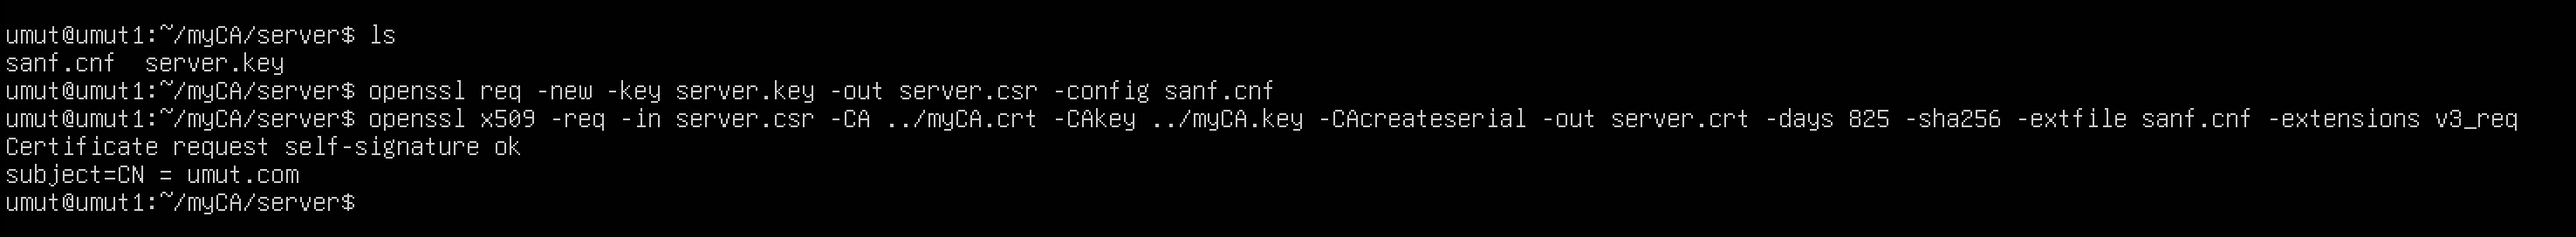 umut@umut1:~/myCA/server$ ls
sanf.cnf  server.key
umut@umut1:~/myCA/server$ openssl req -new -key server.key -out server.csr -config sanf.cnf
umut@umut1:~/myCA/server$ openssl x509 -req -in server.csr -CA ../myCA.crt -CAkey ../myCA.key -CAcreateserial -out server.crt -days 825 -sha256 -extfile sanf.cnf -extensions v3_req
Certificate request self-signature ok
subject=CN = umut.com
umut@umut1:~/myCA/server$